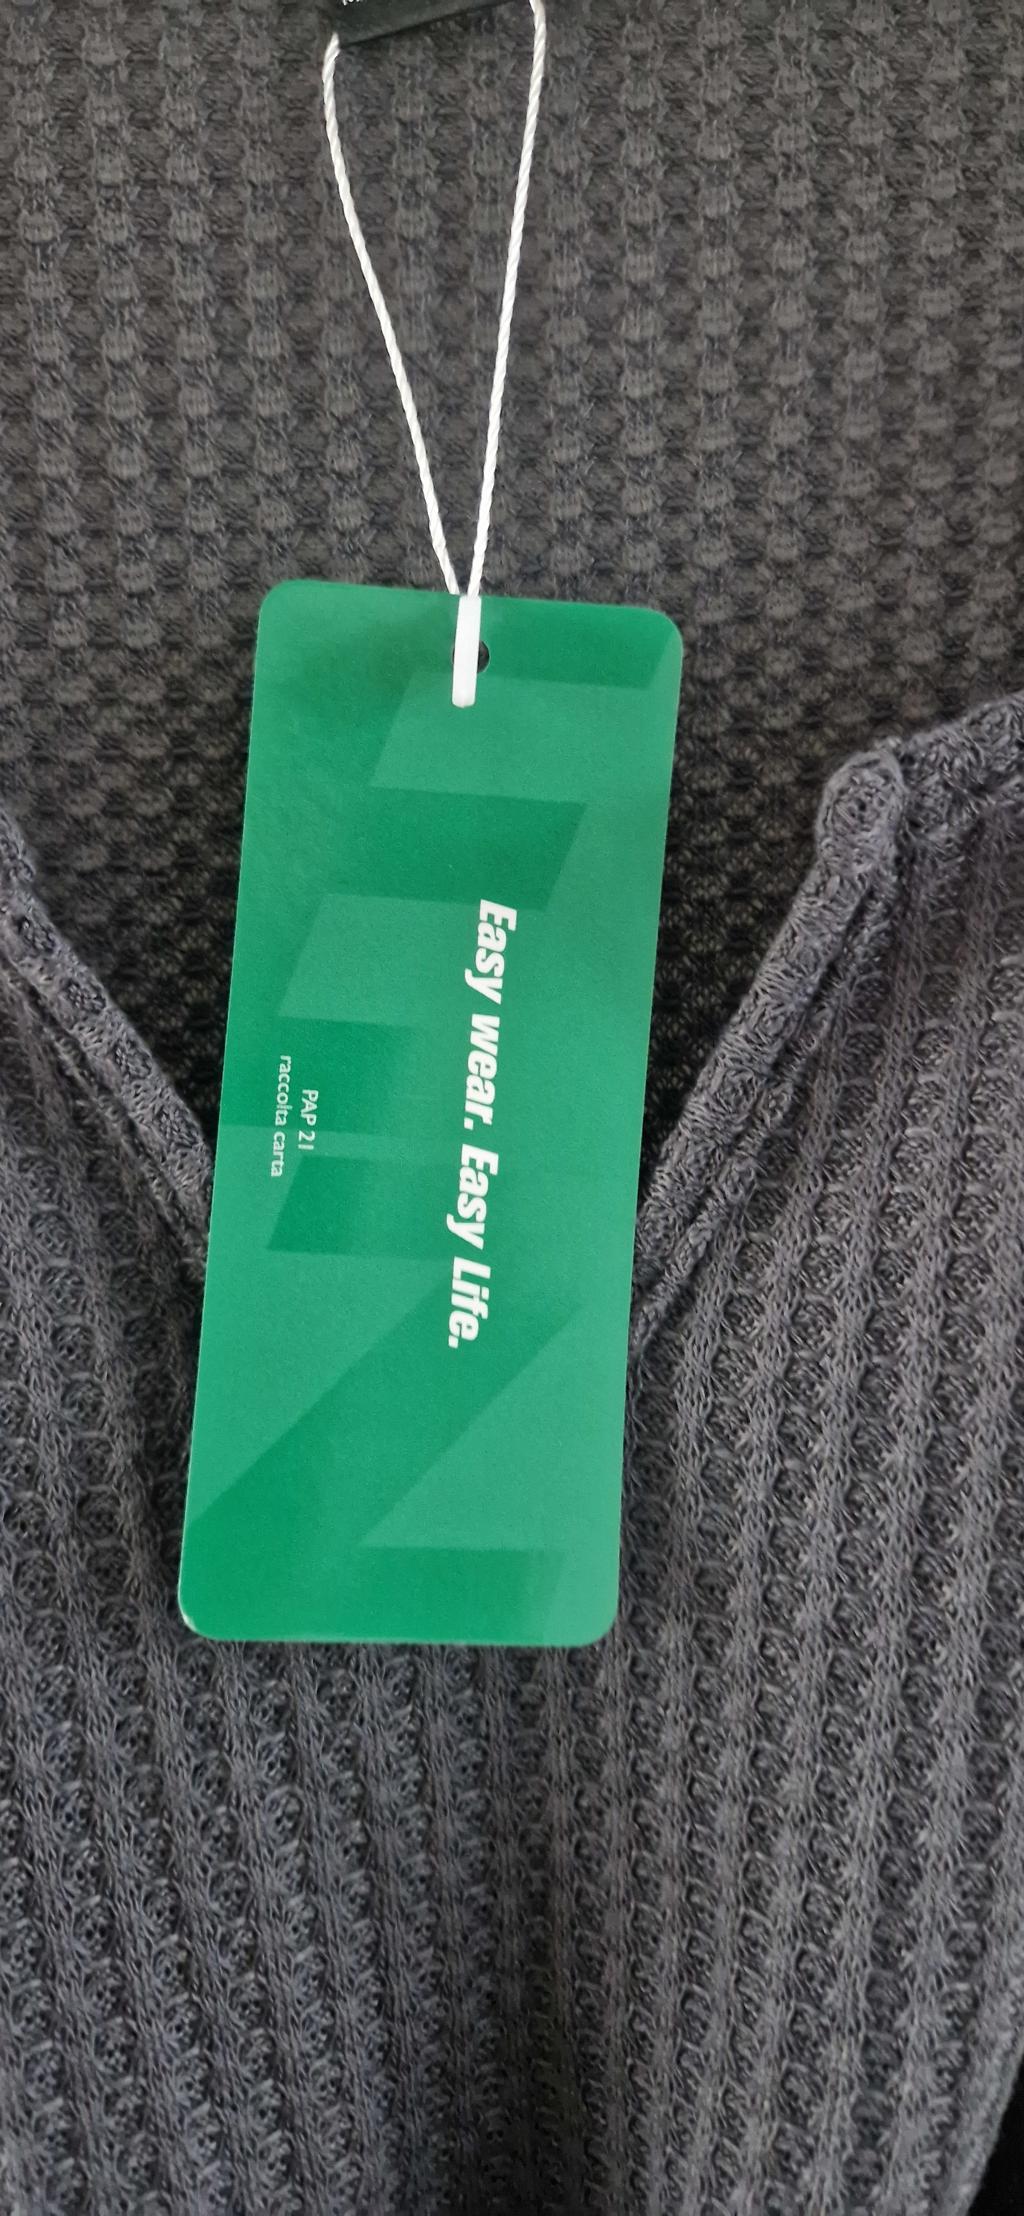 Easy wear. Easy Life.
PAP 21
raccolta carta